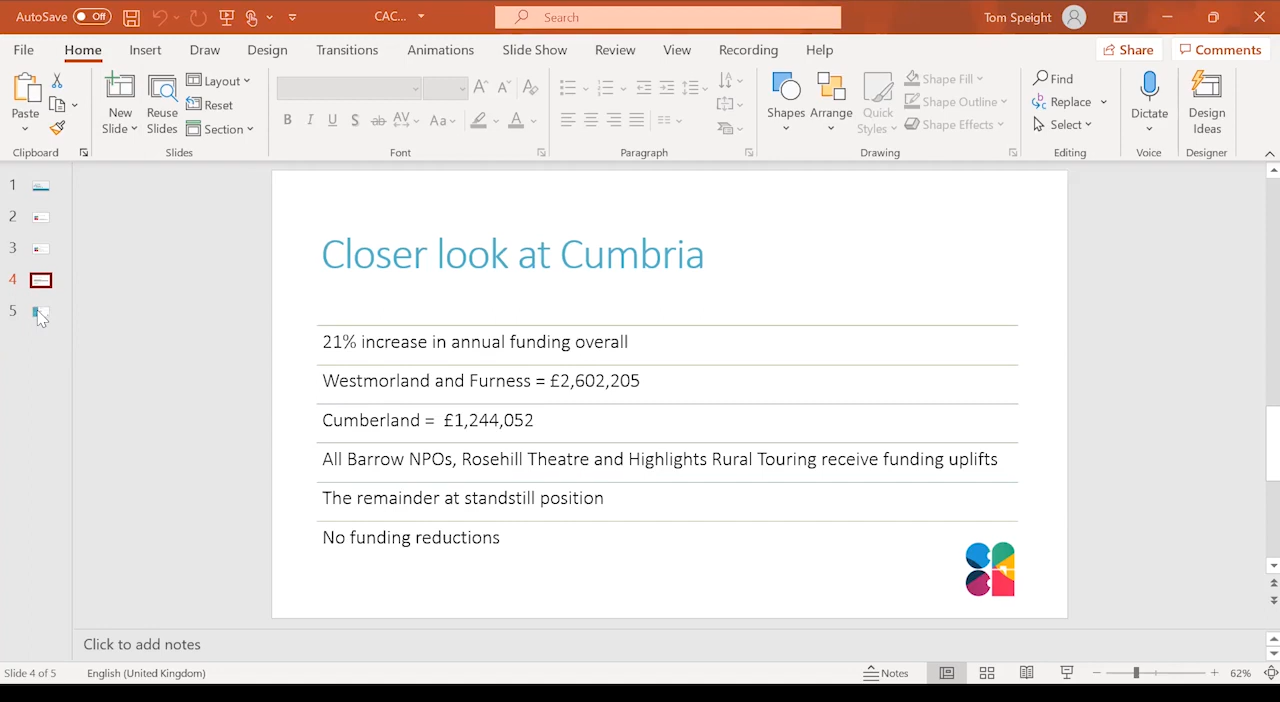 AutoSave Off CAC... Search Tom Speight
File Home Insert Draw Design Transitions Animations Slide Show Review View Recording Help Share Comments
Paste New Slide Reuse Slides Layout Reset Section
B I U S ab AV Aa A
Shapes Arrange Quick Styles Shape Fill Shape Outline Shape Effects
Find Replace Select Dictate Design Ideas
Clipboard Slides Font Paragraph Drawing Editing Voice Designer
1
2
3
4
5
Closer look at Cumbria
21% increase in annual funding overall
Westmorland and Furness = £2,602,205
Cumberland = £1,244,052
All Barrow NPOs, Rosehill Theatre and Highlights Rural Touring receive funding uplifts
The remainder at standstill position
No funding reductions
Click to add notes
Slide 4 of 5 English (United Kingdom) Notes 62%